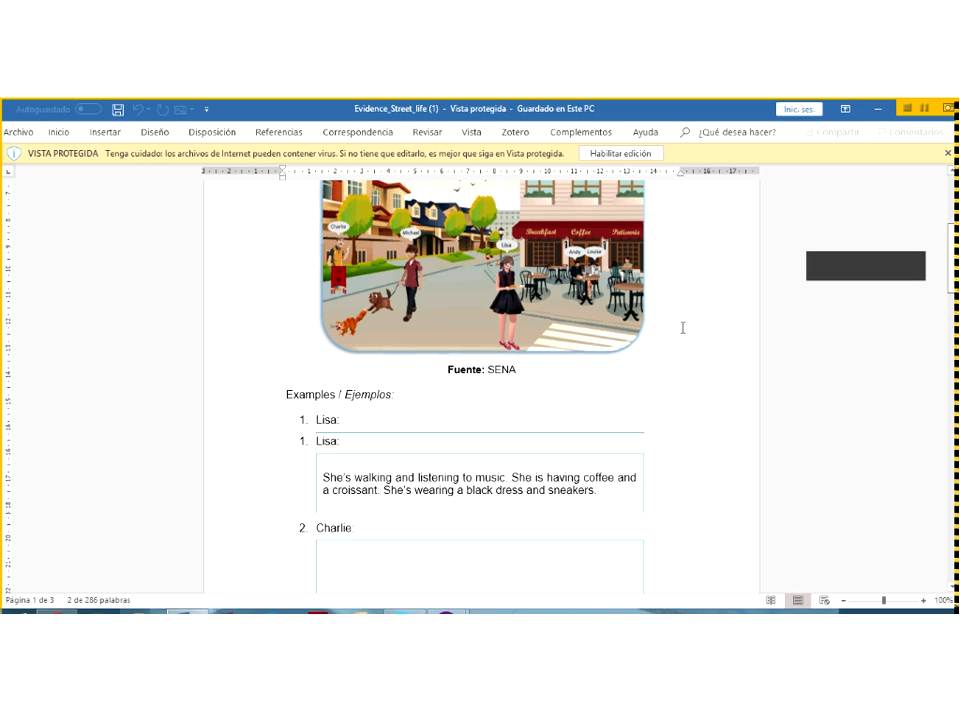 Autoguardado
Evidence_Street_life (1) - Vista protegida - Guardado en Este PC
Inic. ses.
Archivo Inicio Insertar Diseño Disposición Referencias Correspondencia Revisar Vista Zotero Complementos Ayuda ¿Qué desea hacer? Compartir Comentarios
VISTA PROTEGIDA Tenga cuidado: los archivos de Internet pueden contener virus. Si no tiene que editarlo, es mejor que siga en Vista protegida. Habilitar edición
Charlie
Michael
Lisa
Breakfast Coffee Patisserie
Andy Louise
Fuente: SENA
Examples / Ejemplos:
1. Lisa:
1. Lisa:
She's walking and listening to music. She is having coffee and
a croissant. She's wearing a black dress and sneakers.
2. Charlie:
Página 1 de 3 2 de 286 palabras
100%